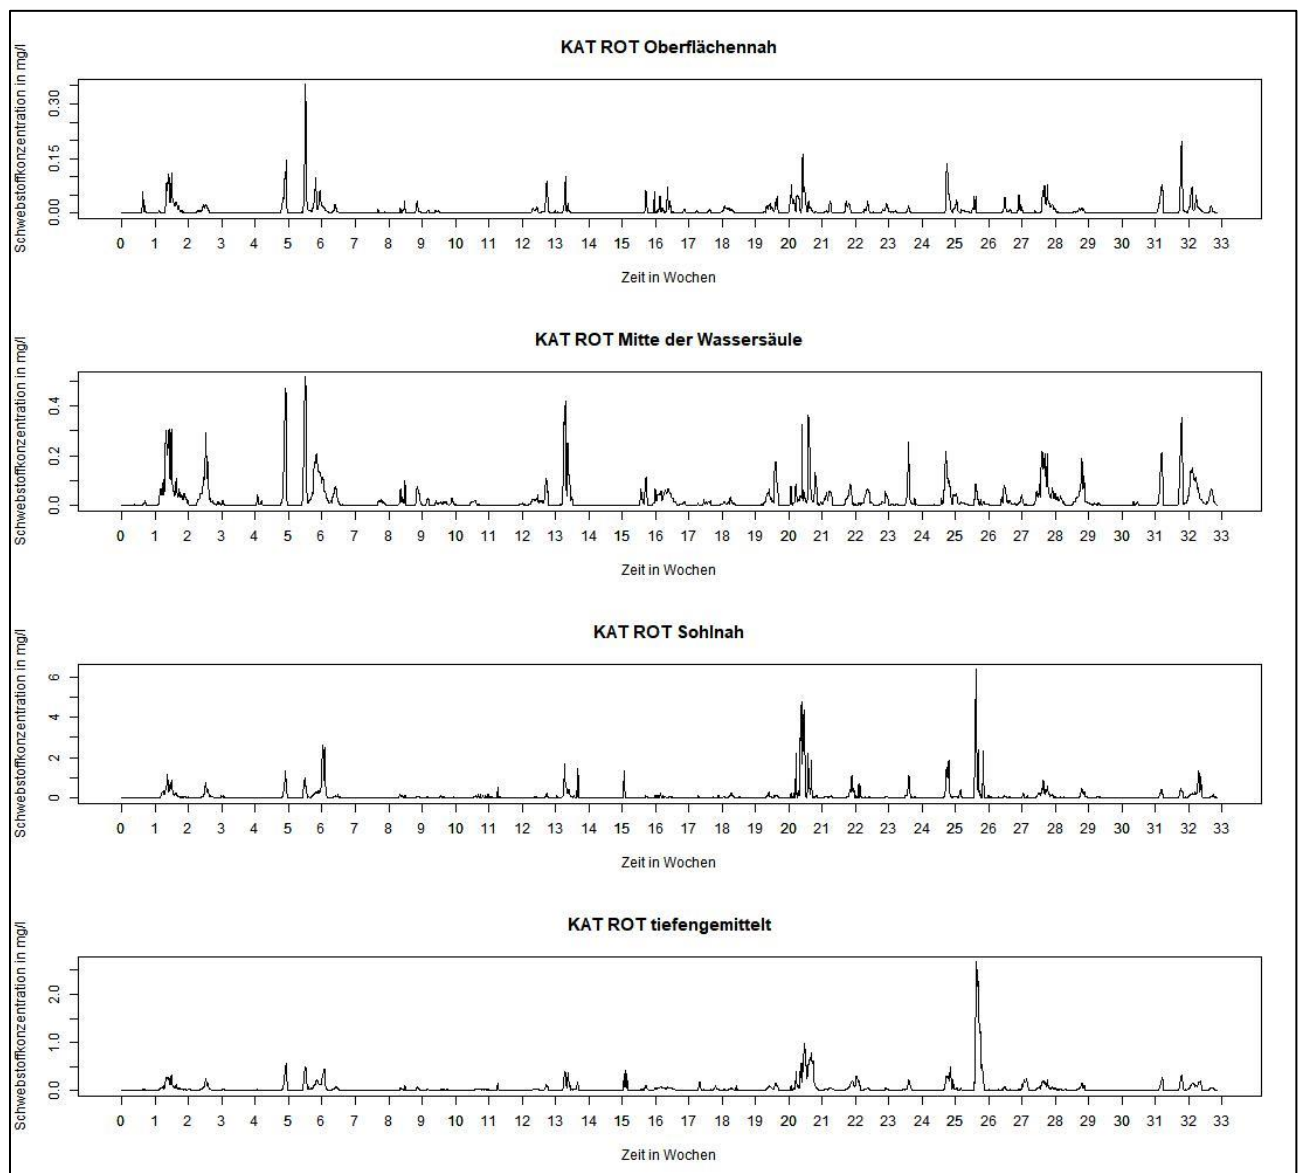 KAT ROT Oberflächennah
Schwebstoffkonzentration in mg/l
0.00 0.15 0.30
0 1 2 3 4 5 6 7 8 9 10 11 12 13 14 15 16 17 18 19 20 21 22 23 24 25 26 27 28 29 30 31 32 33
Zeit in Wochen
KAT ROT Mitte der Wassersäule
Schwebstoffkonzentration in mg/l
0.0 0.2 0.4
0 1 2 3 4 5 6 7 8 9 10 11 12 13 14 15 16 17 18 19 20 21 22 23 24 25 26 27 28 29 30 31 32 33
Zeit in Wochen
KAT ROT Sohlnah
Schwebstoffkonzentration in mg/l
0 2 4 6
0 1 2 3 4 5 6 7 8 9 10 11 12 13 14 15 16 17 18 19 20 21 22 23 24 25 26 27 28 29 30 31 32 33
Zeit in Wochen
KAT ROT tiefengemittelt
Schwebstoffkonzentration in mg/l
0.0 1.0 2.0
0 1 2 3 4 5 6 7 8 9 10 11 12 13 14 15 16 17 18 19 20 21 22 23 24 25 26 27 28 29 30 31 32 33
Zeit in Wochen